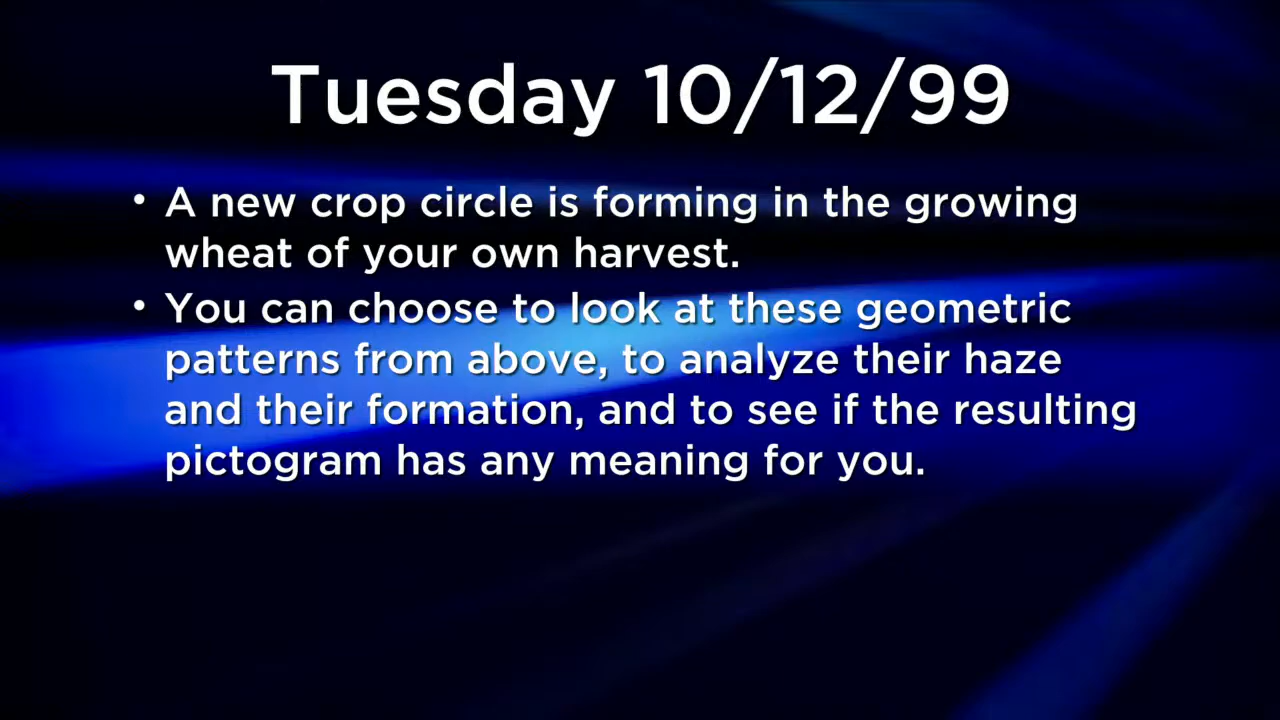 Tuesday 10/12/99
• A new crop circle is forming in the growing
wheat of your own harvest.
• You can choose to look at these geometric
patterns from above, to analyze their haze
and their formation, and to see if the resulting
pictogram has any meaning for you.